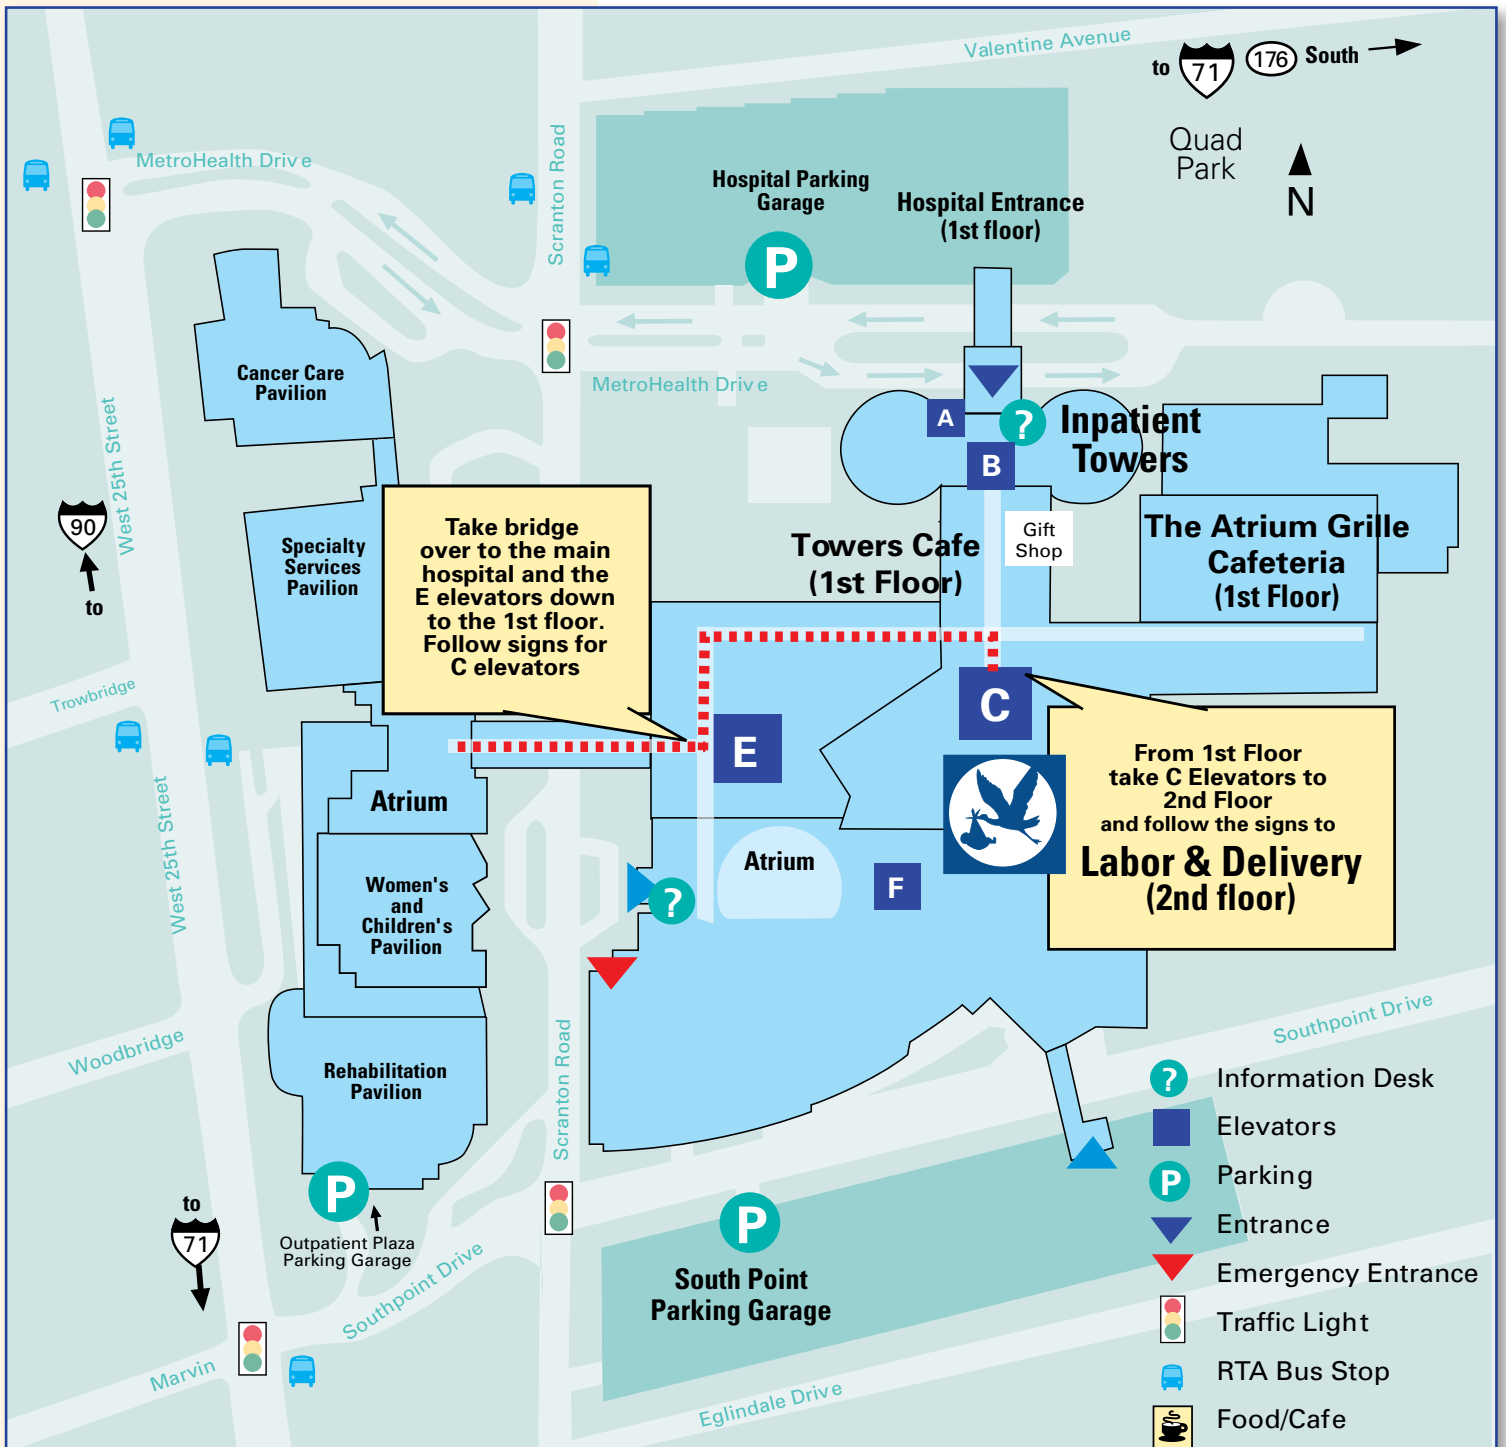 Valentine Avenue
to
71
176
South
Quad
Park
N
MetroHealth Drive
Scranton Road
Hospital Parking
Garage
P
Hospital Entrance
(1st floor)
MetroHealth Drive
Cancer Care
Pavilion
West 25th Street
90
to
A
?
B
Inpatient
Towers
Take bridge
over to the main
hospital and the
E elevators down
to the 1st floor.
Follow signs for
C elevators
Specialty
Services
Pavilion
Towers Cafe
(1st Floor)
Gift
Shop
The Atrium Grille
Cafeteria
(1st Floor)
Trowbridge
C
E
From 1st Floor
take C Elevators to
2nd Floor
and follow the signs to
Labor & Delivery
(2nd floor)
Atrium
West 25th Street
Atrium
F
?
Women's
and
Children's
Pavilion
Woodbridge
Rehabilitation
Pavilion
Scranton Road
Southpoint Drive
P
Outpatient Plaza
Parking Garage
to
71
Southpoint Drive
Marvin
P
South Point
Parking Garage
Eglindale Drive
? Information Desk
Elevators
P Parking
Entrance
Emergency Entrance
Traffic Light
RTA Bus Stop
Food/Cafe